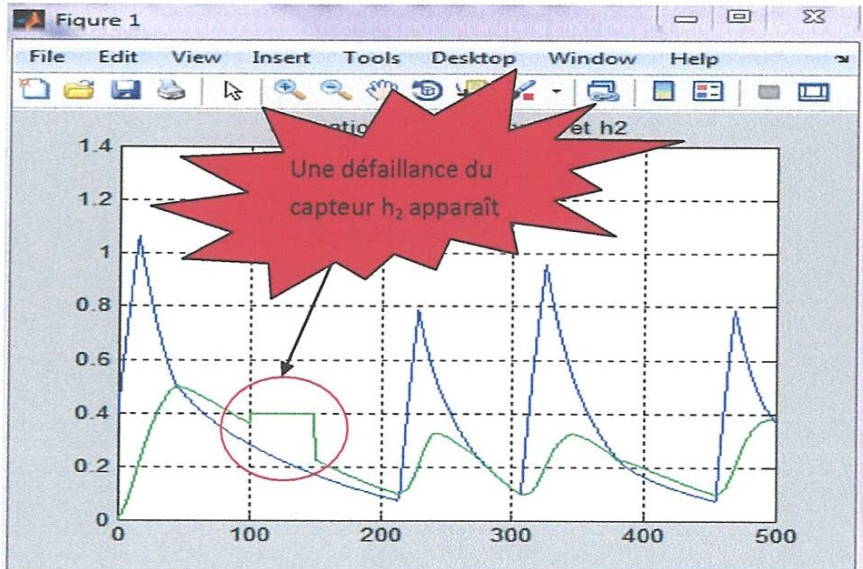 Figure 1
File Edit View Insert Tools Desktop Window Help
et h2
Une défaillance du
capteur h₂ apparaît
1.4
1.2
1
0.8
0.6
0.4
0.2
0
0 100 200 300 400 500